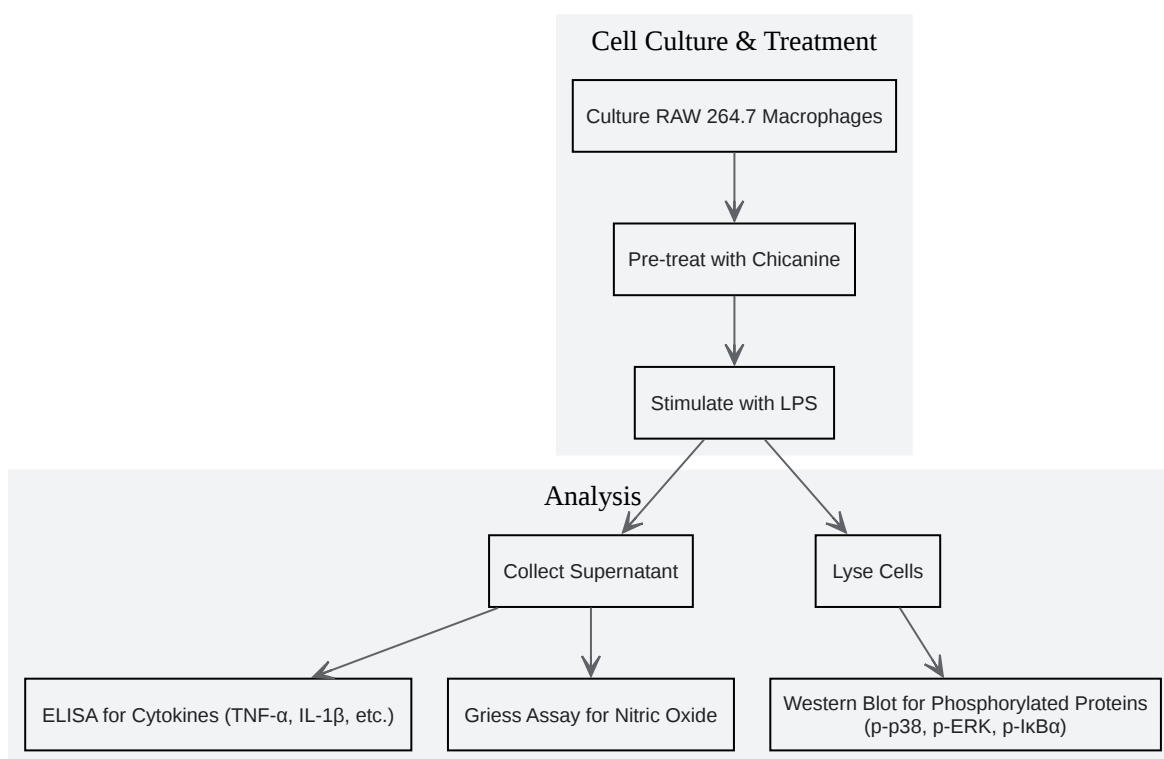 Cell Culture & Treatment
Culture RAW 264.7 Macrophages
Pre-treat with Chicanine
Stimulate with LPS
Analysis
Collect Supernatant
Lyse Cells
ELISA for Cytokines (TNF-α, IL-1β, etc.)
Griess Assay for Nitric Oxide
Western Blot for Phosphorylated Proteins
(p-p38, p-ERK, p-IκBα)